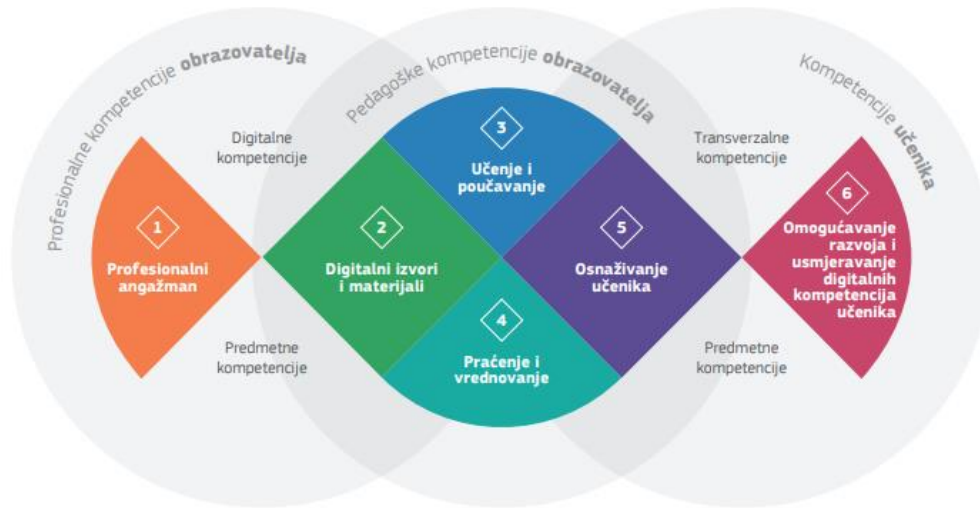 Profesionalne kompetencije obrazovatelja
Pedagoške kompetencije obrazovatelja
Kompetencije učenika
Digitalne
kompetencije
Transverzalne
kompetencije
1
Profesionalni
angažman
2
Digitalni izvori
i materijali
3
Učenje i
poučavanje
4
Praćenje i
vrednovanje
5
Osnaživanje
učenika
6
Omogućavanje
razvoja i
usmjeravanje
digitalnih
kompetencija
učenika
Predmetne
kompetencije
Predmetne
kompetencije